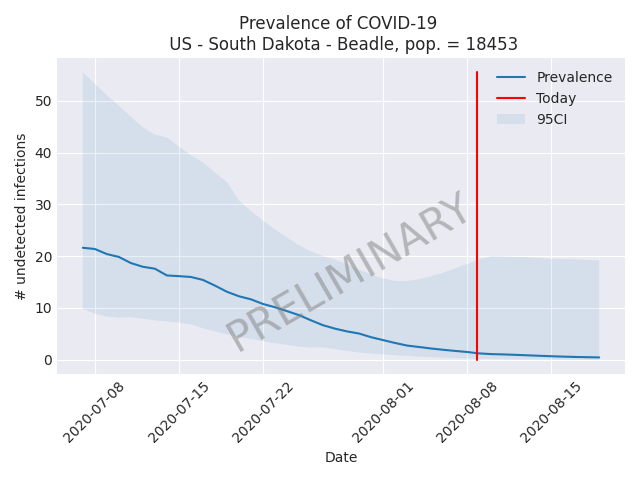 Prevalence of COVID-19
US - South Dakota - Beadle, pop. = 18453
# undetected infections
50
40
30
20
10
0
Prevalence
Today
95CI
PRELIMINARY
2020-07-08
2020-07-15
2020-07-22
2020-08-01
2020-08-08
2020-08-15
Date